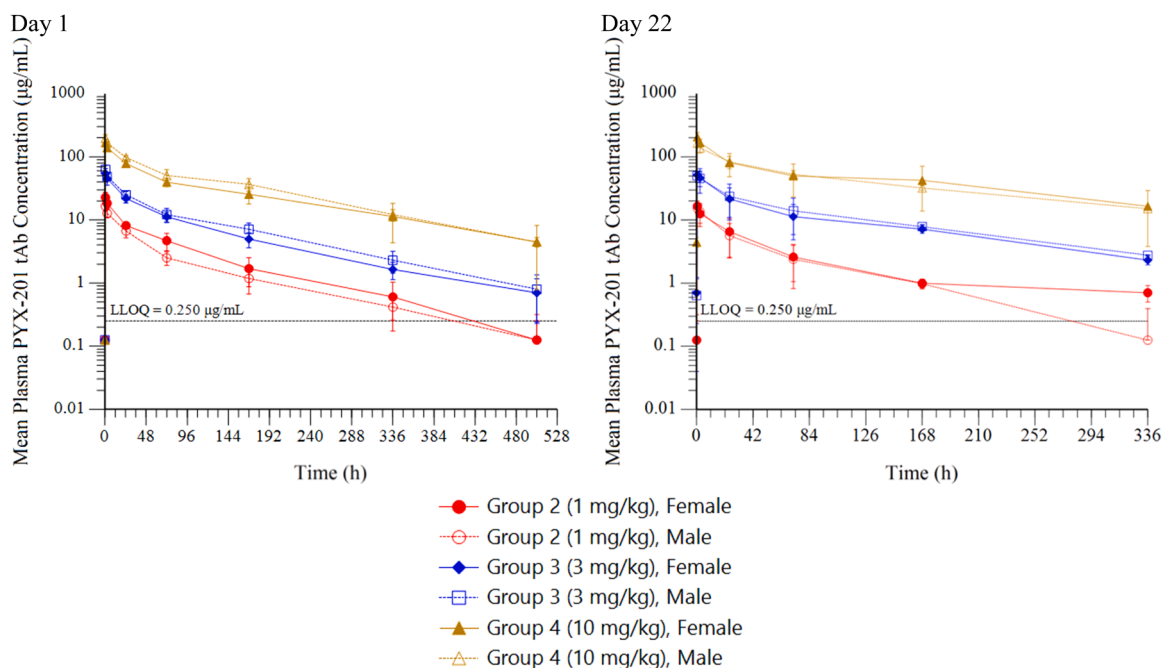 Day 1
Day 22
Mean Plasma PYX-201 tAb Concentration (µg/mL)
1000
100
10
1
0.1
0.01
LLOQ = 0.250 µg/mL
0 48 96 144 192 240 288 336 384 432 480 528
Time (h)
Mean Plasma PYX-201 tAb Concentration (µg/mL)
1000
100
10
1
0.1
0.01
LLOQ = 0.250 µg/mL
0 42 84 126 168 210 252 294 336
Time (h)
Group 2 (1 mg/kg), Female
Group 2 (1 mg/kg), Male
Group 3 (3 mg/kg), Female
Group 3 (3 mg/kg), Male
Group 4 (10 mg/kg), Female
Group 4 (10 mg/kg), Male